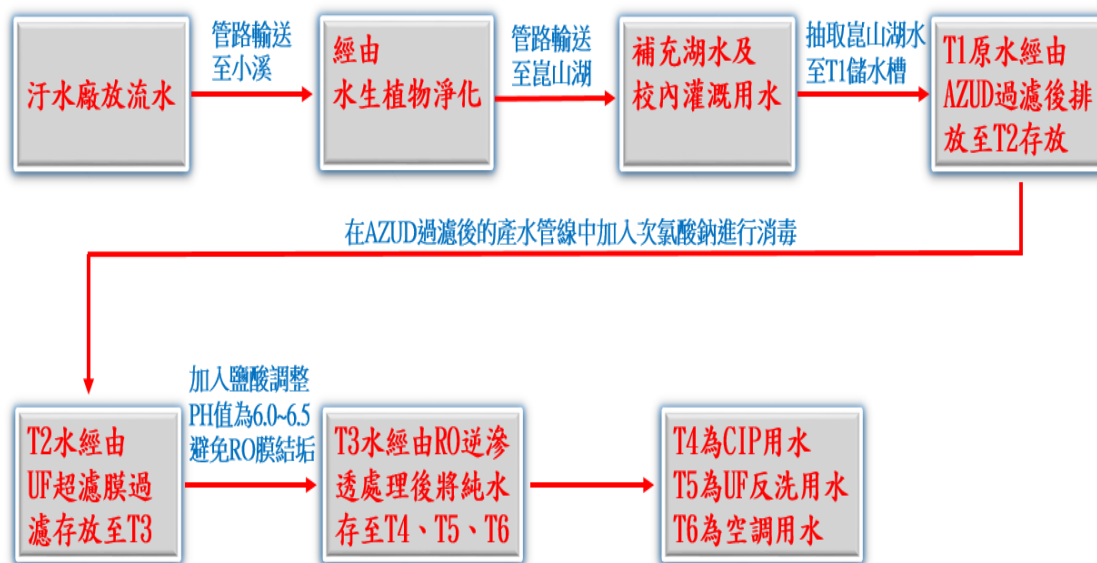 汙水廠放流水
管路輸送
至小溪
經由
水生植物淨化
管路輸送
至崑山湖
補充湖水及
校內灌溉用水
抽取崑山湖水
至T1儲水槽
T1原水經由
AZUD過濾後排
放至T2存放
在AZUD過濾後的產水管線中加入次氯酸鈉進行消毒
T2水經由
UF超濾膜過
濾存放至T3
加入鹽酸調整
PH值為6.0~6.5
避免RO膜結垢
T3水經由RO逆滲
透處理後將純水
存至T4、T5、T6
T4為CIP用水
T5為UF反洗用水
T6為空調用水